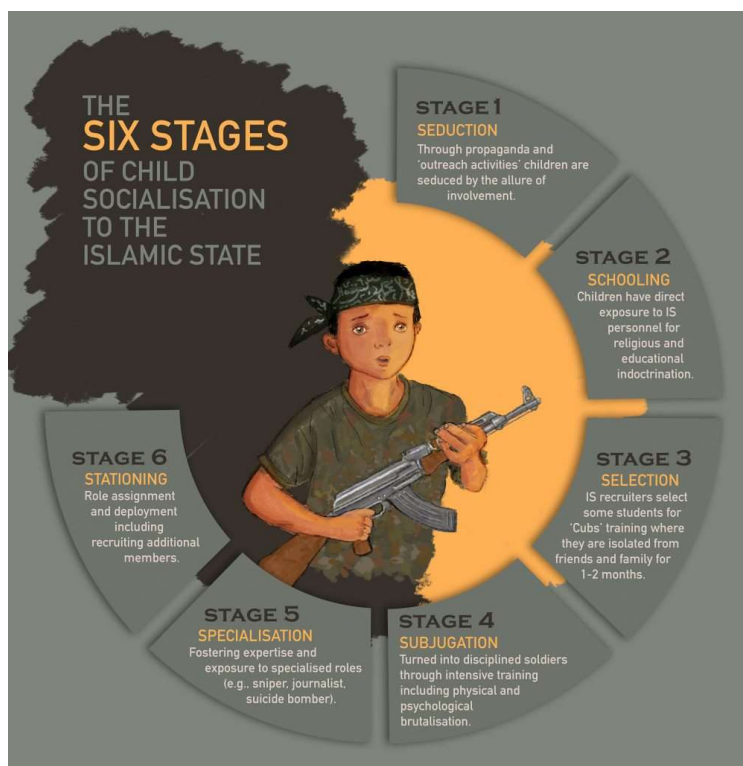 THE
SIX STAGES
OF CHILD
SOCIALISATION
TO THE
ISLAMIC STATE
STAGE 1
SEDUCTION
Through propaganda and
'outreach activities' children are
seduced by the allure of
involvement.
STAGE 2
SCHOOLING
Children have direct
exposure to IS
personnel for
religious and
educational
indoctrination.
STAGE 3
SELECTION
IS recruiters select
some students for
'Cubs' training where
they are isolated from
friends and family for
1-2 months.
STAGE 4
SUBJUGATION
Turned into disciplined soldiers
through intensive training
including physical and
psychological
brutalisation.
STAGE 5
SPECIALISATION
Fostering expertise and
exposure to specialised roles
(e.g., sniper, journalist,
suicide bomber).
STAGE 6
STATIONING
Role assignment
and deployment
including
recruiting additional
members.